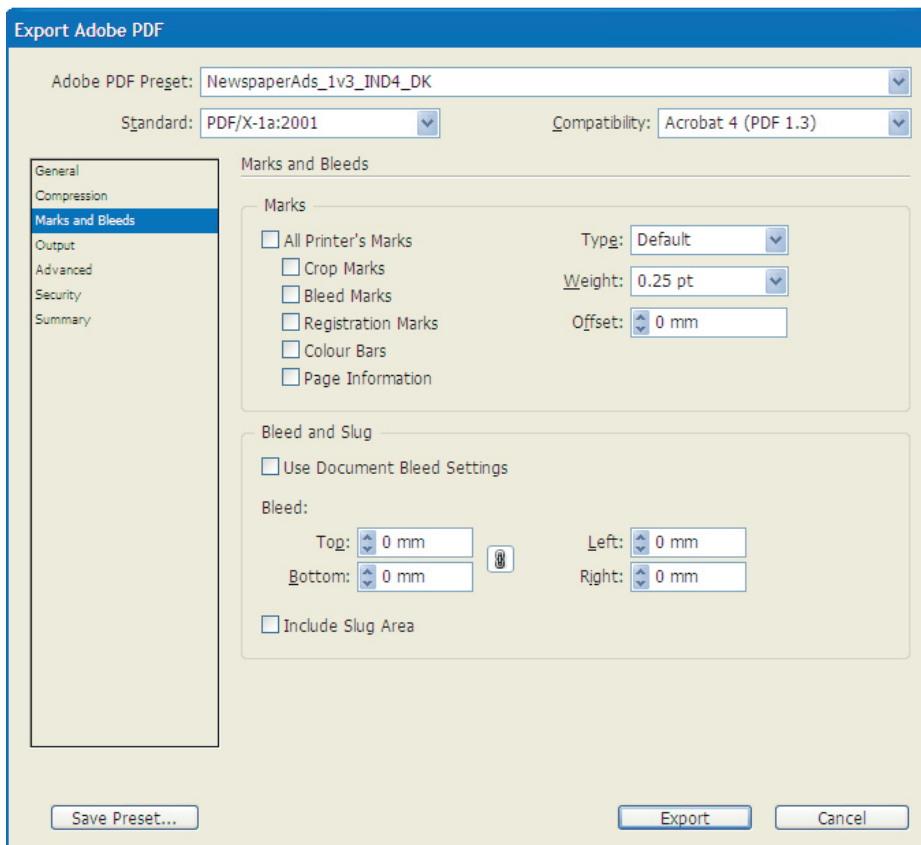 Export Adobe PDF
Adobe PDF Preset: NewspaperAds_1v3_IND4_DK
Standard: PDF/X-1a:2001 Compatibility: Acrobat 4 (PDF 1.3)
General
Compression
Marks and Bleeds
Output
Advanced
Security
Summary
Marks and Bleeds
Marks
All Printer's Marks
Crop Marks
Bleed Marks
Registration Marks
Colour Bars
Page Information
Type: Default
Weight: 0.25 pt
Offset: 0 mm
Bleed and Slug
Use Document Bleed Settings
Bleed:
Top: 0 mm Left: 0 mm
Bottom: 0 mm Right: 0 mm
Include Slug Area
Save Preset... Export Cancel